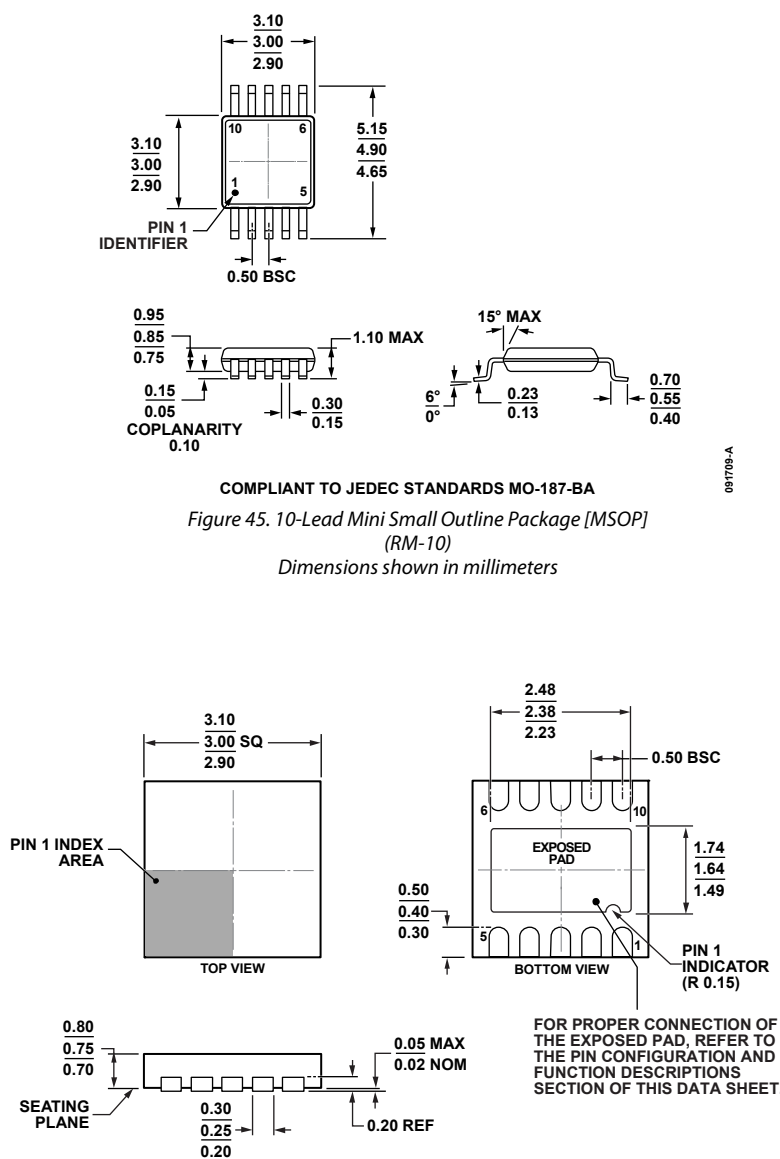 3.10
3.00
2.90
10
6
3.10
3.00
2.90
5.15
4.90
4.65
1
5
PIN 1
IDENTIFIER
0.50 BSC
0.95
0.85
0.75
1.10 MAX
15° MAX
0.15
0.05
COPLANARITY
0.10
0.30
0.15
6°
0°
0.23
0.13
0.70
0.55
0.40
091709-A
COMPLIANT TO JEDEC STANDARDS MO-187-BA
Figure 45. 10-Lead Mini Small Outline Package [MSOP]
(RM-10)
Dimensions shown in millimeters
3.10
3.00 SQ
2.90
2.48
2.38
2.23
0.50 BSC
6
10
PIN 1 INDEX
AREA
EXPOSED
PAD
1.74
1.64
1.49
0.50
0.40
0.30
5
1
TOP VIEW
BOTTOM VIEW
PIN 1
INDICATOR
(R 0.15)
0.80
0.75
0.70
0.05 MAX
0.02 NOM
SEATING
PLANE
0.30
0.25
0.20
0.20 REF
FOR PROPER CONNECTION OF
THE EXPOSED PAD, REFER TO
THE PIN CONFIGURATION AND
FUNCTION DESCRIPTIONS
SECTION OF THIS DATA SHEET